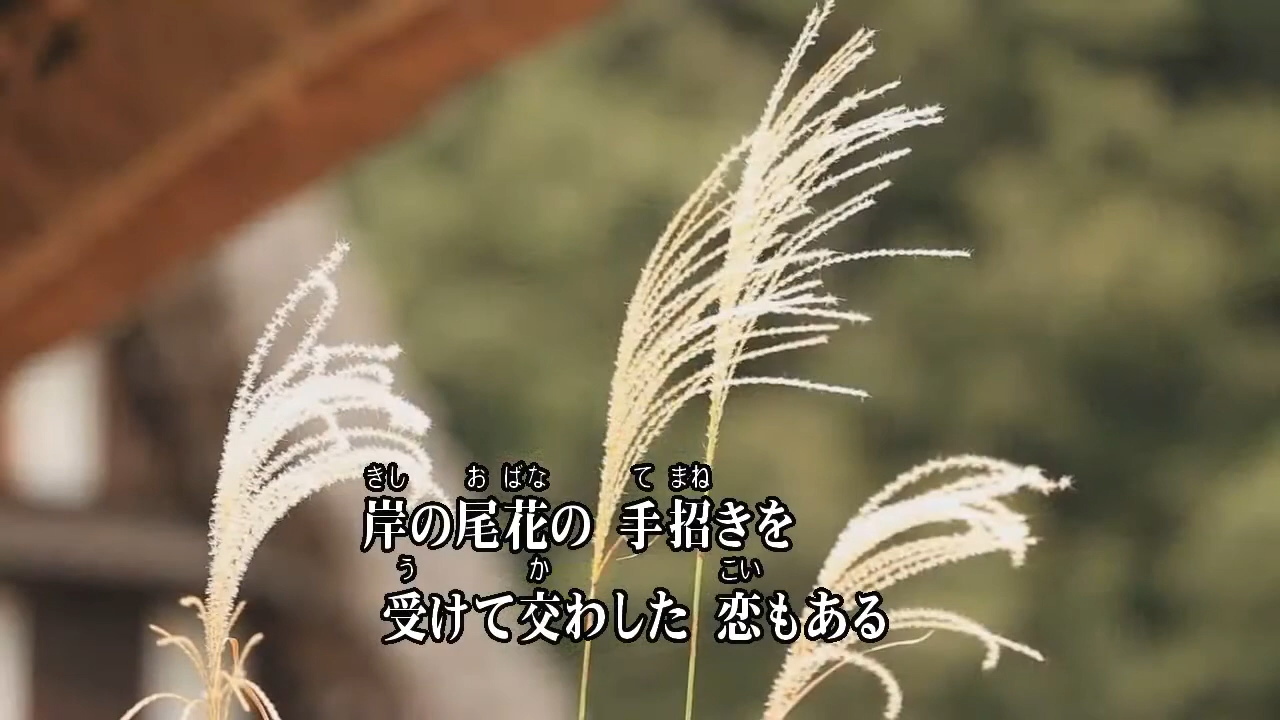 きし お ばな て まね
岸の尾花の 手招きを
う か ごい
受けて交わした 恋もある